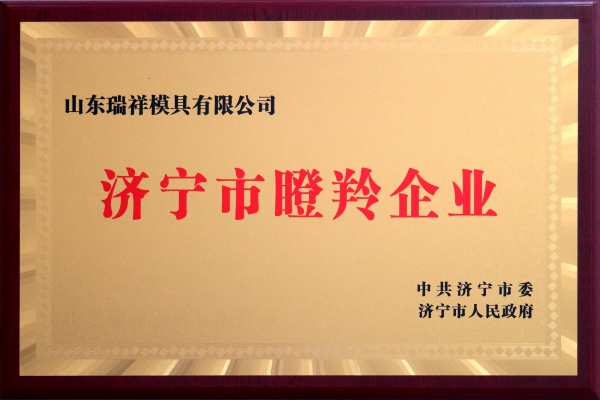 山东瑞祥模具有限公司
济宁市瞪羚企业
中共济宁市委
济宁市人民政府